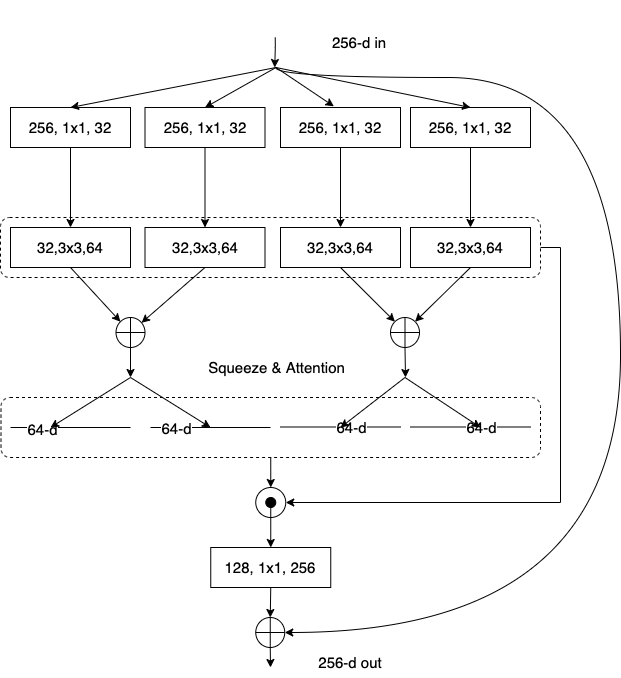 256-d in
256, 1x1, 32
256, 1x1, 32
256, 1x1, 32
256, 1x1, 32
32,3x3,64
32,3x3,64
32,3x3,64
32,3x3,64
Squeeze & Attention
64-d
64-d
64-d
64-d
128, 1x1, 256
256-d out